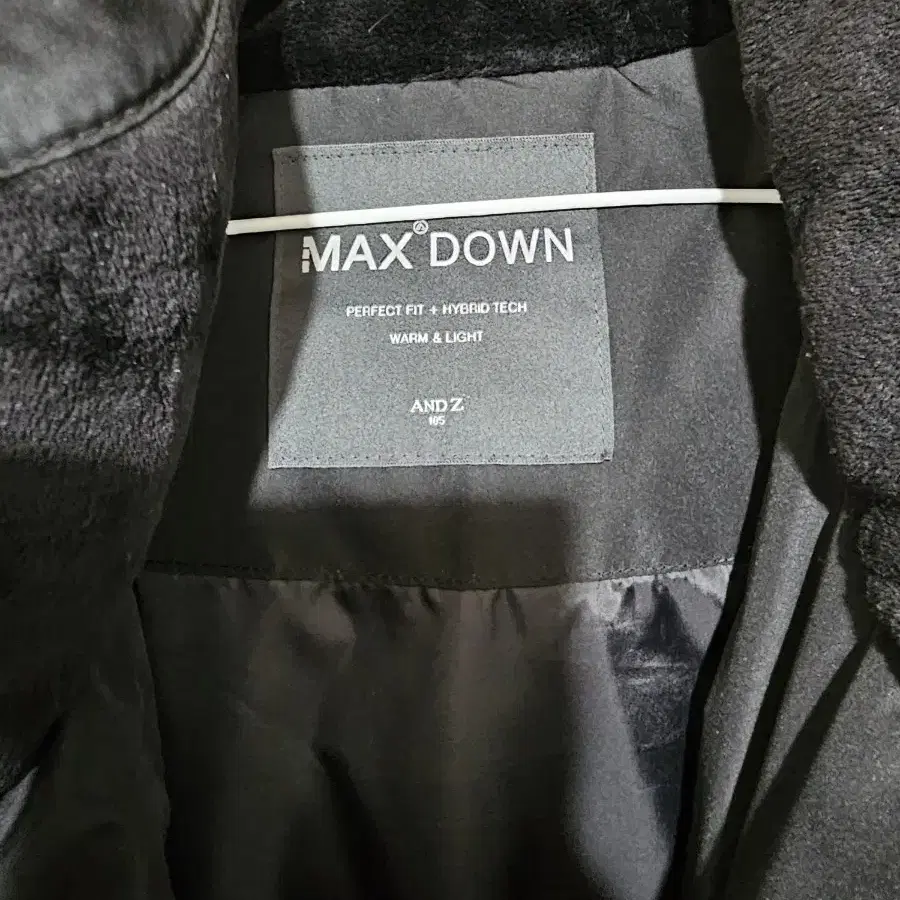 MAX DOWN
PERFECT FIT + HYBRID TECH
WARM & LIGHT
AND Z
105